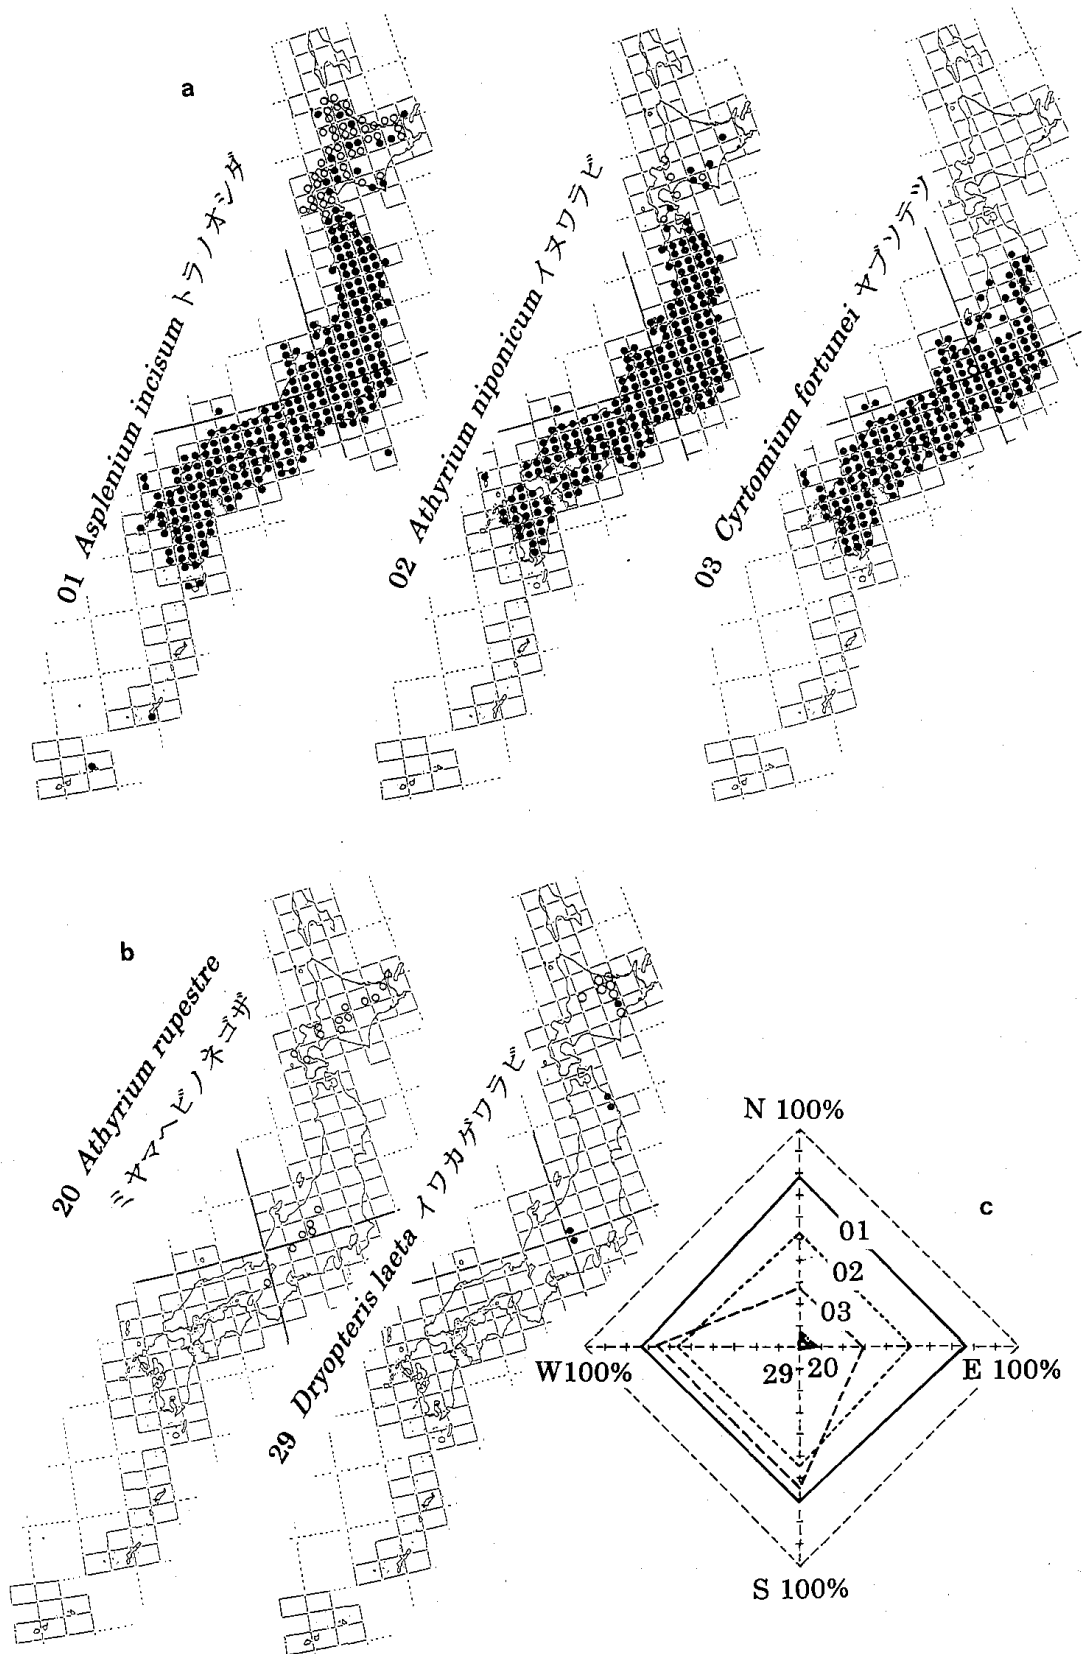 a
01 Asplenium incisum トラノオシダ
02 Athyrium niponicum イヌワラビ
03 Cyrtomium fortunei ヤブソテツ
b
20 Athyrium rupestre
ミヤマヘビノネゴザ
29 Dryopteris laeta イワカゲワラビ
c
N 100%
01
02
03
W100%
29 20
E 100%
S 100%